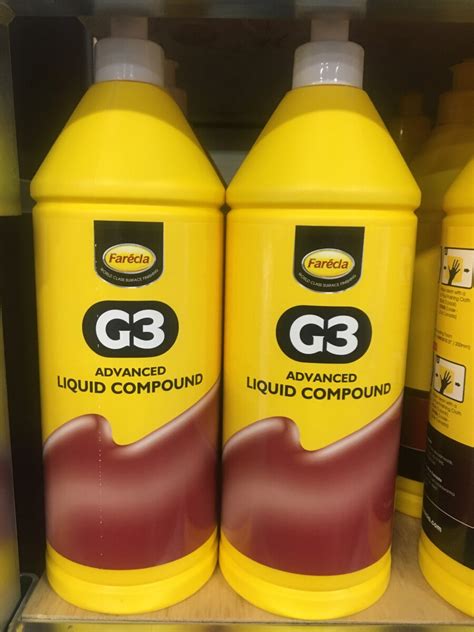 Farécla
WORLD CLASS SURFACE FINISHING
G3
ADVANCED
LIQUID COMPOUND
Farécla
WORLD CLASS SURFACE FINISHING
G3
ADVANCED
LIQUID COMPOUND